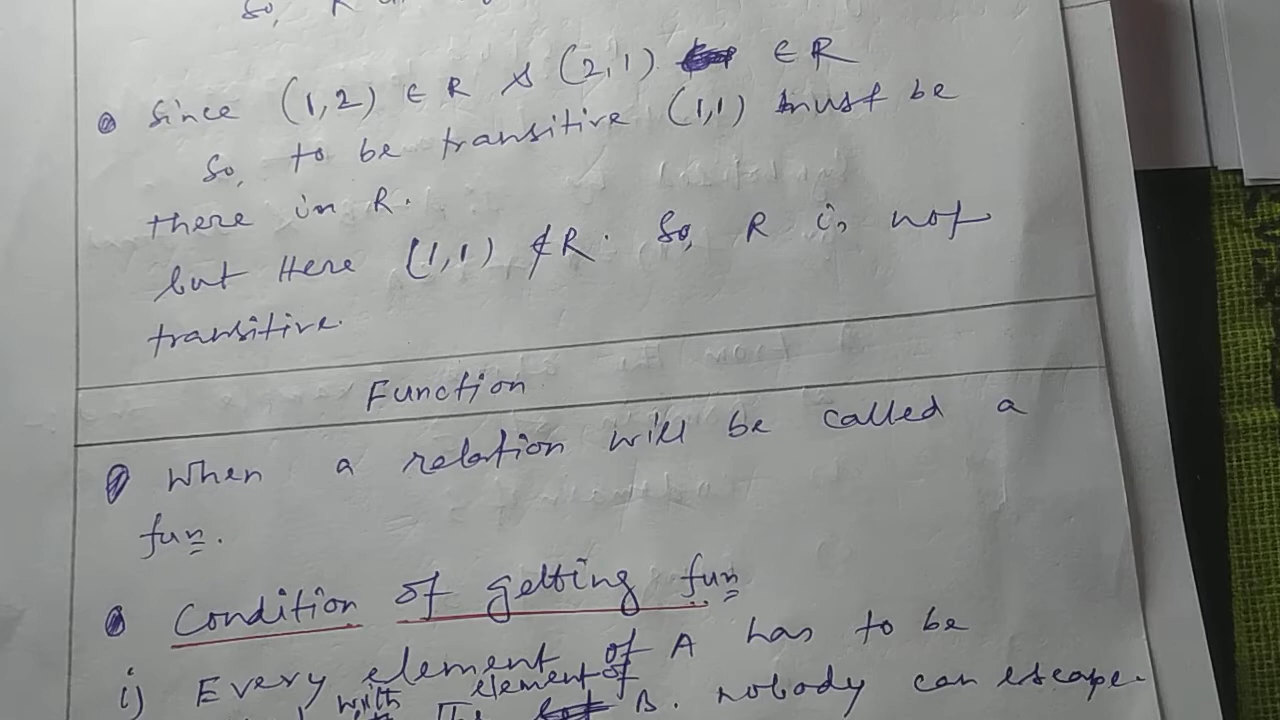 so, R
• Since (1,2) ∈ R & (2,1) ∈ R
So, to be transitive (1,1) must be
there in R.
but Here (1,1) ∉ R. So, R is not
transitive.
Function
When a relation will be called a
fun.
Condition of getting fun
i) Every element of A has to be
with element of B. nobody can escape.